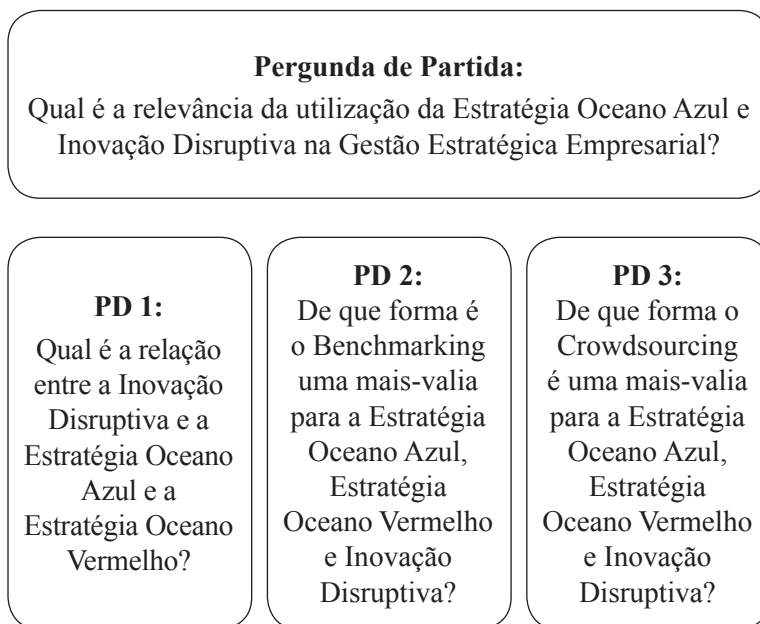 Pergunda de Partida:
Qual é a relevância da utilização da Estratégia Oceano Azul e
Inovação Disruptiva na Gestão Estratégica Empresarial?
PD 1:
Qual é a relação
entre a Inovação
Disruptiva e a
Estratégia Oceano
Azul e a
Estratégia Oceano
Vermelho?
PD 2:
De que forma é
o Benchmarking
uma mais-valia
para a Estratégia
Oceano Azul,
Estratégia
Oceano Vermelho
e Inovação
Disruptiva?
PD 3:
De que forma o
Crowdsourcing
é uma mais-valia
para a Estratégia
Oceano Azul,
Estratégia
Oceano Vermelho
e Inovação
Disruptiva?